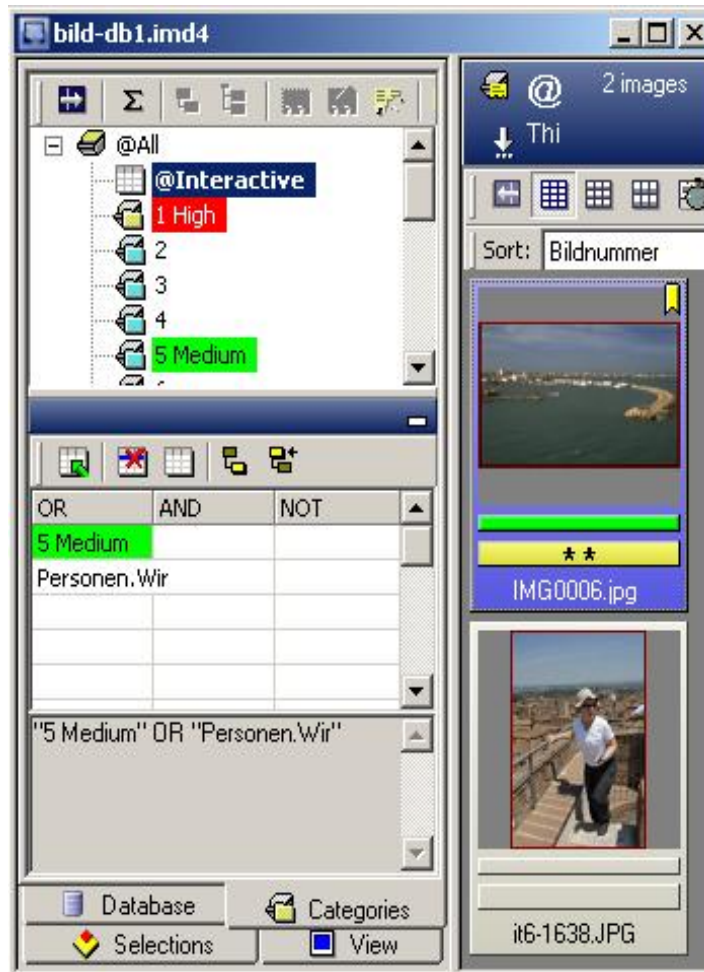 bild-db1.imd4
@All
@Interactive
1 High
2
3
4
5 Medium
OR AND NOT
5 Medium
Personen.Wir
"5 Medium" OR "Personen.Wir"
Database Categories
Selections View
@ 2 images
Thi
Sort: Bildnummer
* *
IMG0006.jpg
it6-1638.JPG